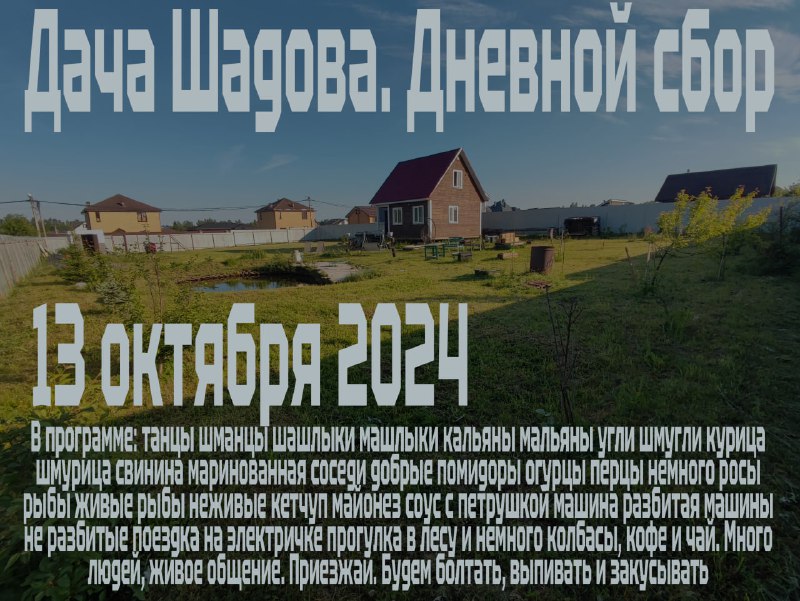 Дача Шадова. Дневной сбор
13 октября 2024
В программе: танцы шманцы шашлыки машлыки кальяны мальяны угли шмугли курица
шмурица свинина маринованная соседи добрые помидоры огурцы перцы немного росы
рыбы живые рыбы неживые кетчуп майонез соус с петрушкой машина разбитая машины
не разбитые поездка на электричке прогулка в лесу и немного колбасы, кофе и чай. Много
людей, живое общение. Приезжай. Будем болтать, выпивать и закусывать